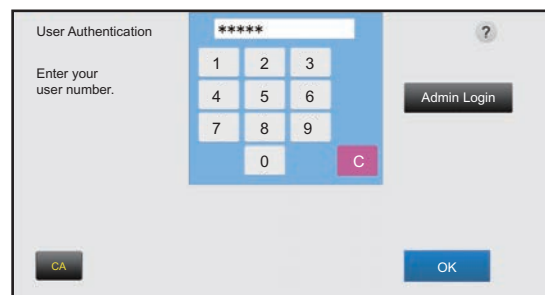 User Authentication
*****
?
Enter your
user number.
1 2 3
4 5 6
7 8 9
0 C
Admin Login
CA
OK